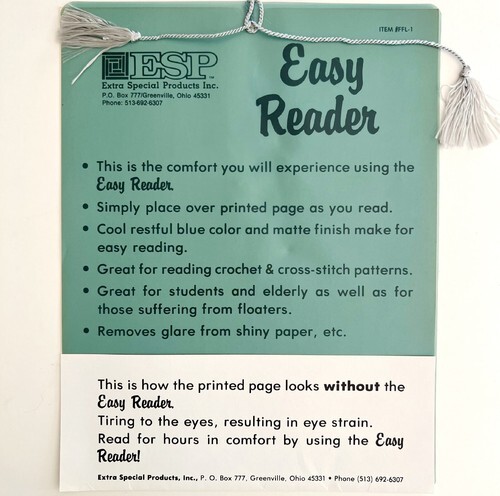 ITEM #FFL-1
ESP™
Extra Special Products Inc.
P.O. Box 777/Greenville, Ohio 45331
Phone: 513-692-6307
Easy
Reader
• This is the comfort you will experience using the
Easy Reader.
• Simply place over printed page as you read.
• Cool restful blue color and matte finish make for
easy reading.
• Great for reading crochet & cross-stitch patterns.
• Great for students and elderly as well as for
those suffering from floaters.
• Removes glare from shiny paper, etc.
This is how the printed page looks without the
Easy Reader.
Tiring to the eyes, resulting in eye strain.
Read for hours in comfort by using the Easy
Reader!
Extra Special Products, Inc., P. O. Box 777, Greenville, Ohio 45331 • Phone (513) 692-6307